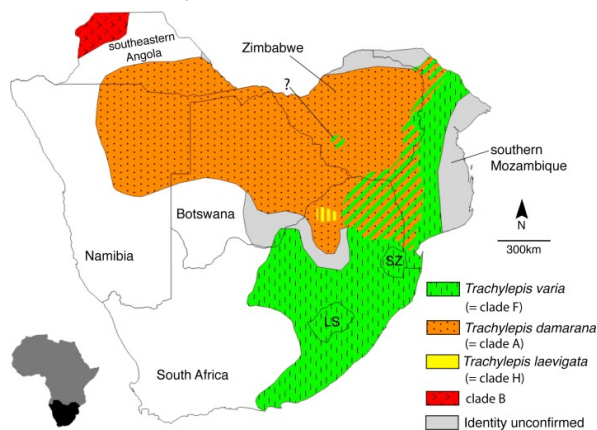 southeastern
Angola
Zimbabwe
?
southern
Mozambique
Botswana
N
300km
Namibia
SZ
LS
South Africa
Trachylepis varia
(= clade F)
Trachylepis damarana
(= clade A)
Trachylepis laevigata
(= clade H)
clade B
Identity unconfirmed